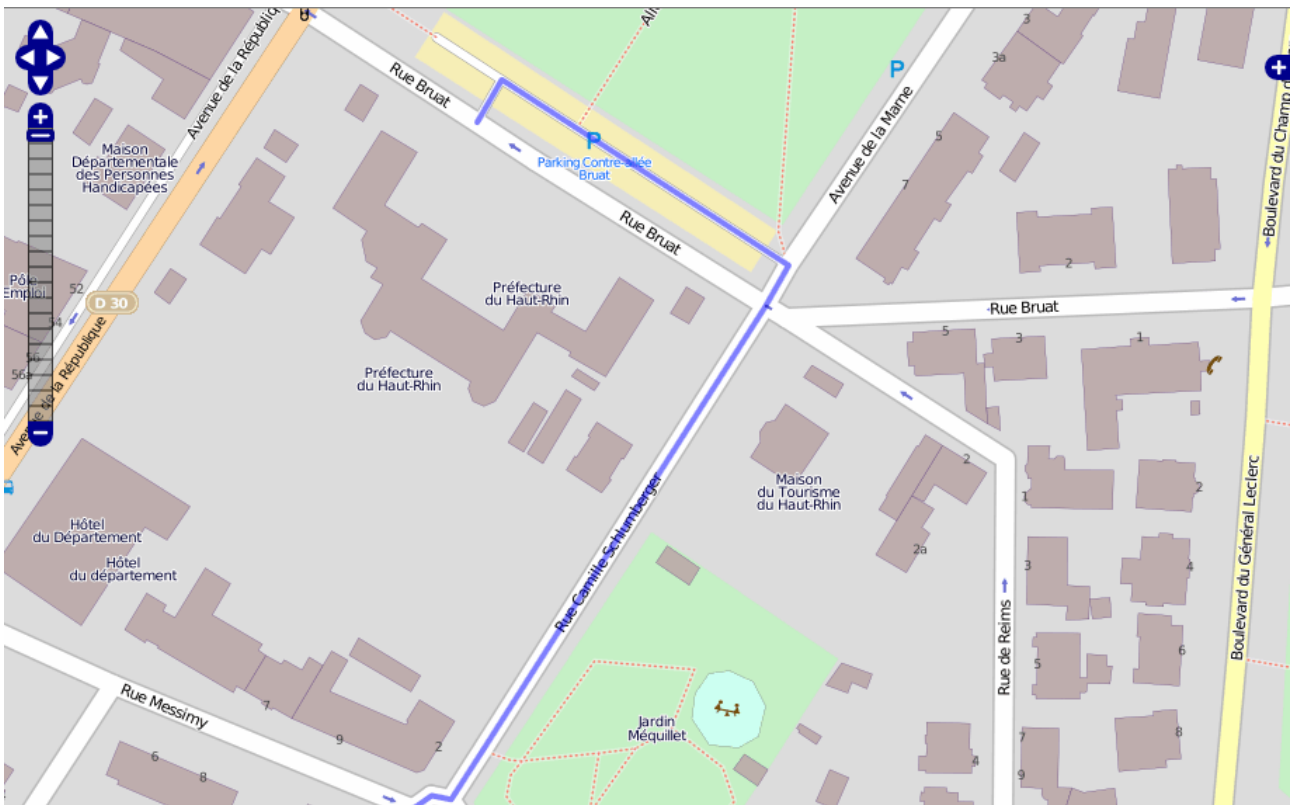 Avenue de la République
Rue Bruat
P
3
3a
Maison
Départementale
des Personnes
Handicapées
P
Parking Contre-allée
Bruat
Avenue de la Marne
5
7
Boulevard du Champ
Rue Bruat
2
Pôle
Emploi
52
D 30
54
Préfecture
du Haut-Rhin
Rue Bruat
5
3
1
56
56a
Avenue de la République
Préfecture
du Haut-Rhin
2
Maison
du Tourisme
du Haut-Rhin
1
2
Hôtel
du Département
Hôtel
du département
Rue Camille Schlumberger
2a
3
4
Boulevard du Général Leclerc
Rue de Reims
5
6
Rue Messimy
7
9
2
Jardin
Méquillet
6
8
4
7
9
8